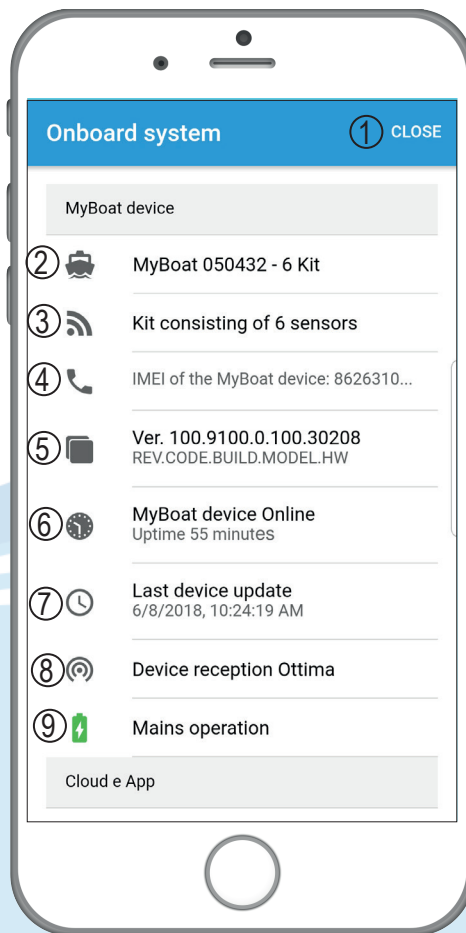 Onboard system ① CLOSE
MyBoat device
② MyBoat 050432 - 6 Kit
③ Kit consisting of 6 sensors
④ IMEI of the MyBoat device: 8626310...
⑤ Ver. 100.9100.0.100.30208
REV.CODE.BUILD.MODEL.HW
⑥ MyBoat device Online
Uptime 55 minutes
⑦ Last device update
6/8/2018, 10:24:19 AM
⑧ Device reception Ottima
⑨ Mains operation
Cloud e App